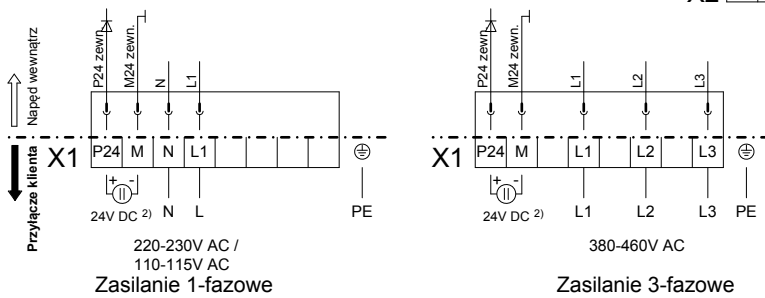 X2
P24 zewn.
M24 zewn.
N
L1
P24 zewn.
M24 zewn.
L1
L2
L3
Napęd wewnątrz
Przyłącze klienta
X1 P24 M N L1
X1 P24 M L1 L2 L3
+ -
24V DC 2) N L PE
+ -
24V DC 2) L1 L2 L3 PE
220-230V AC /
110-115V AC
380-460V AC
Zasilanie 1-fazowe
Zasilanie 3-fazowe